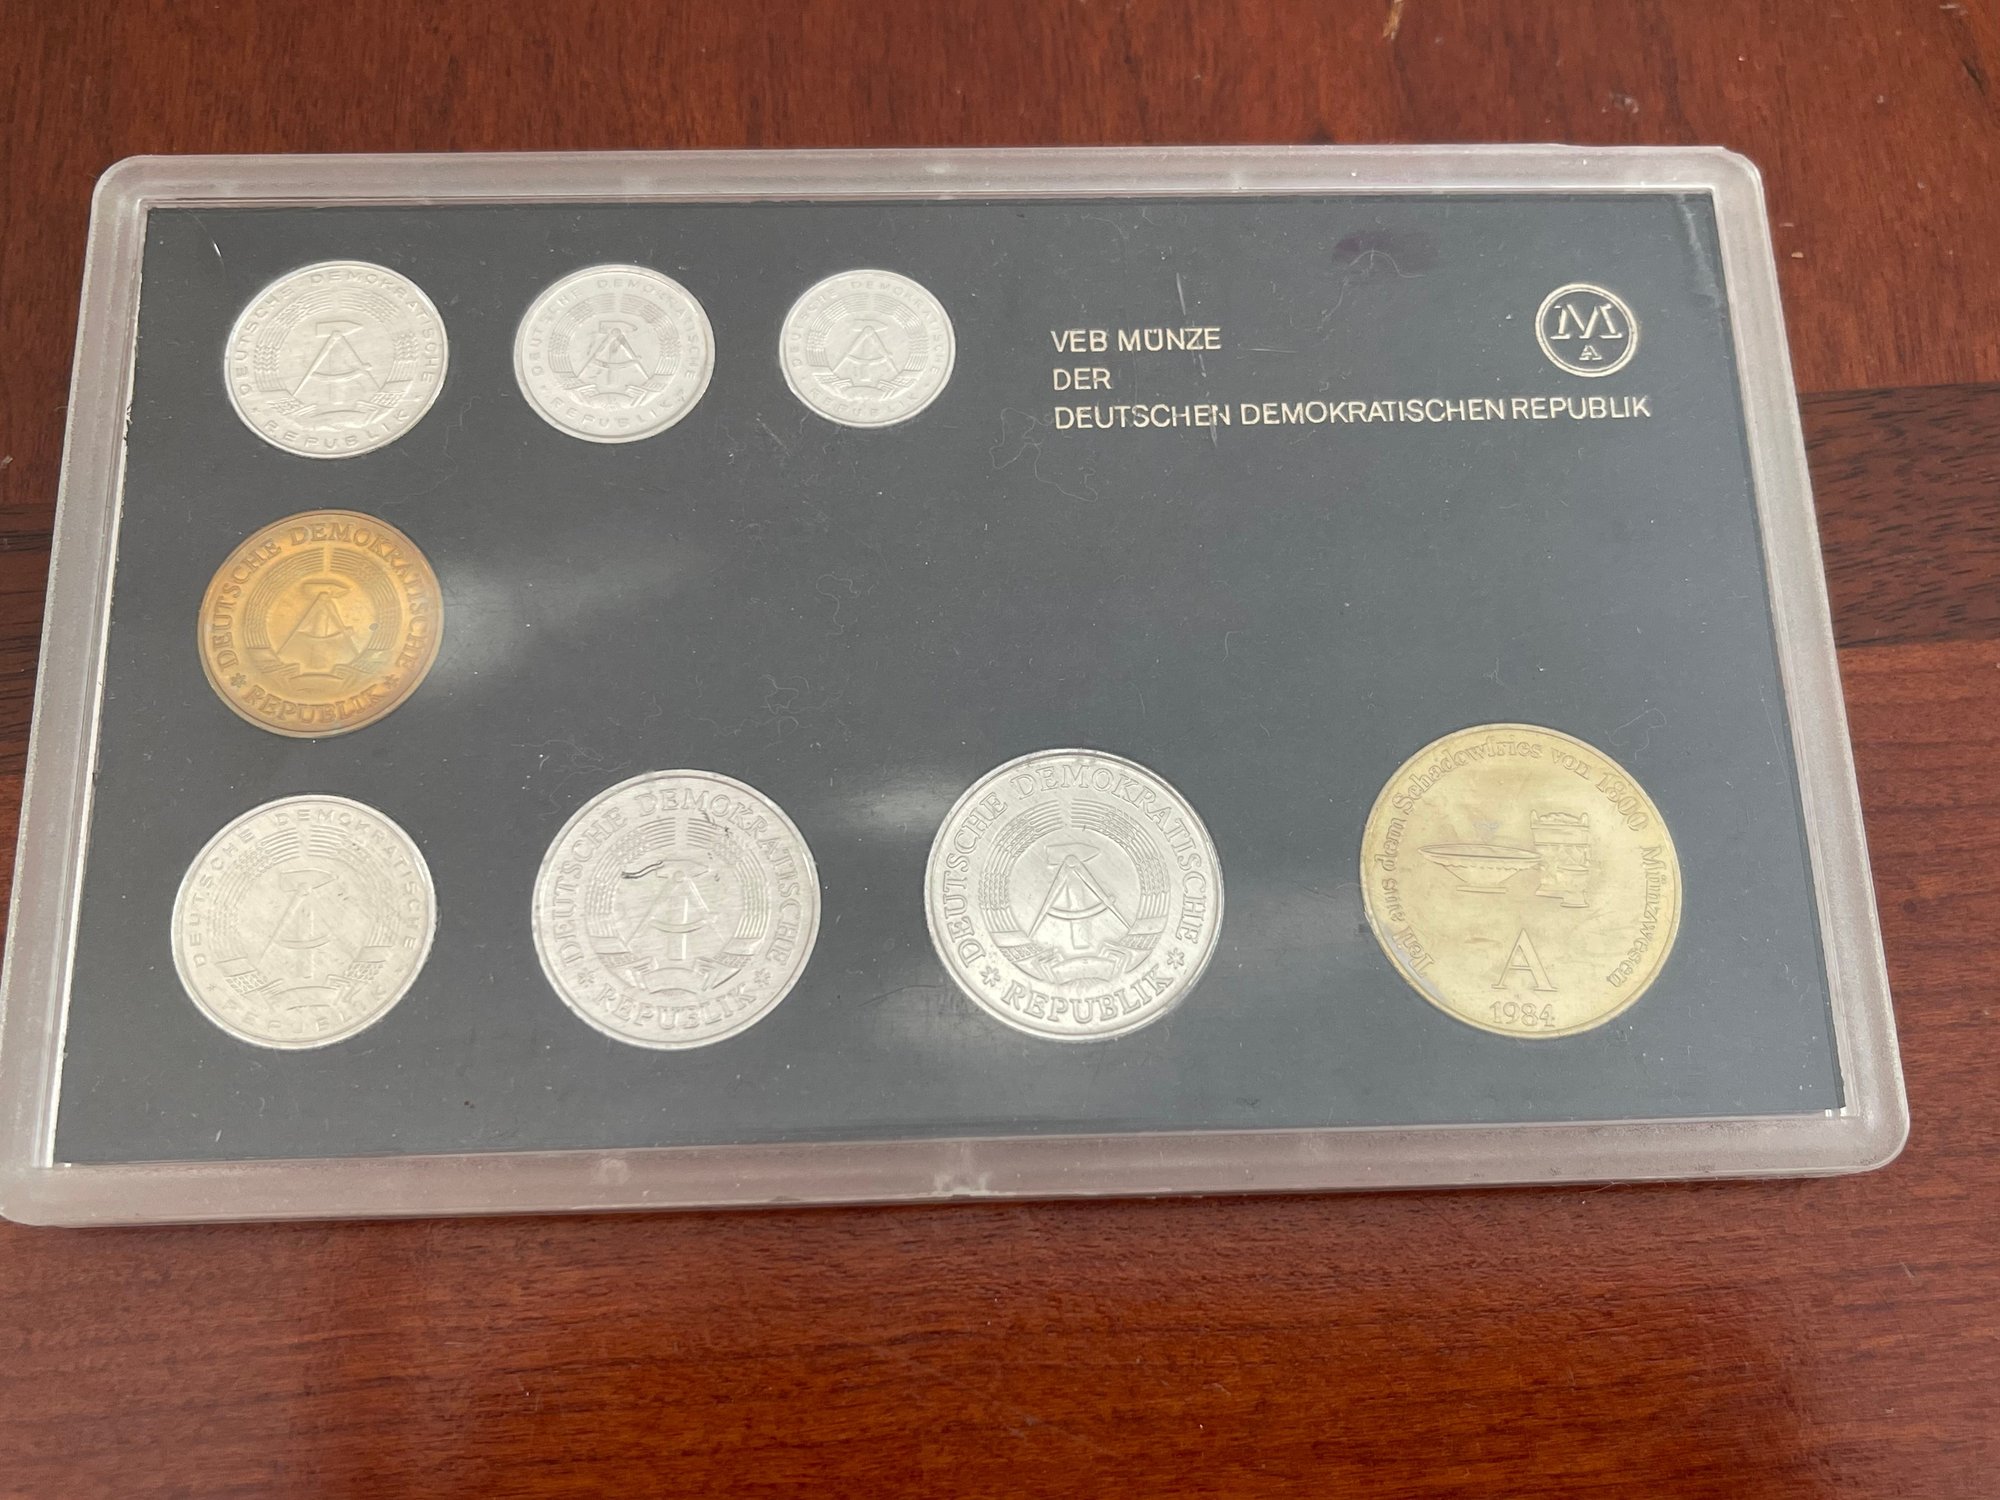 DEUTSCHE DEMOKRATISCHE
* REPUBLIK *
DEUTSCHE DEMOKRATISCHE
* REPUBLIK *
DEUTSCHE DEMOKRATISCHE
* REPUBLIK *
VEB MÜNZE
DER
DEUTSCHEN DEMOKRATISCHEN REPUBLIK
M
A
DEUTSCHE DEMOKRATISCHE
* REPUBLIK *
DEUTSCHE DEMOKRATISCHE
* REPUBLIK *
DEUTSCHE DEMOKRATISCHE
* REPUBLIK *
DEUTSCHE DEMOKRATISCHE
* REPUBLIK *
Teil aus dem Schadowfries von 1800 Münzwesen
A
1984